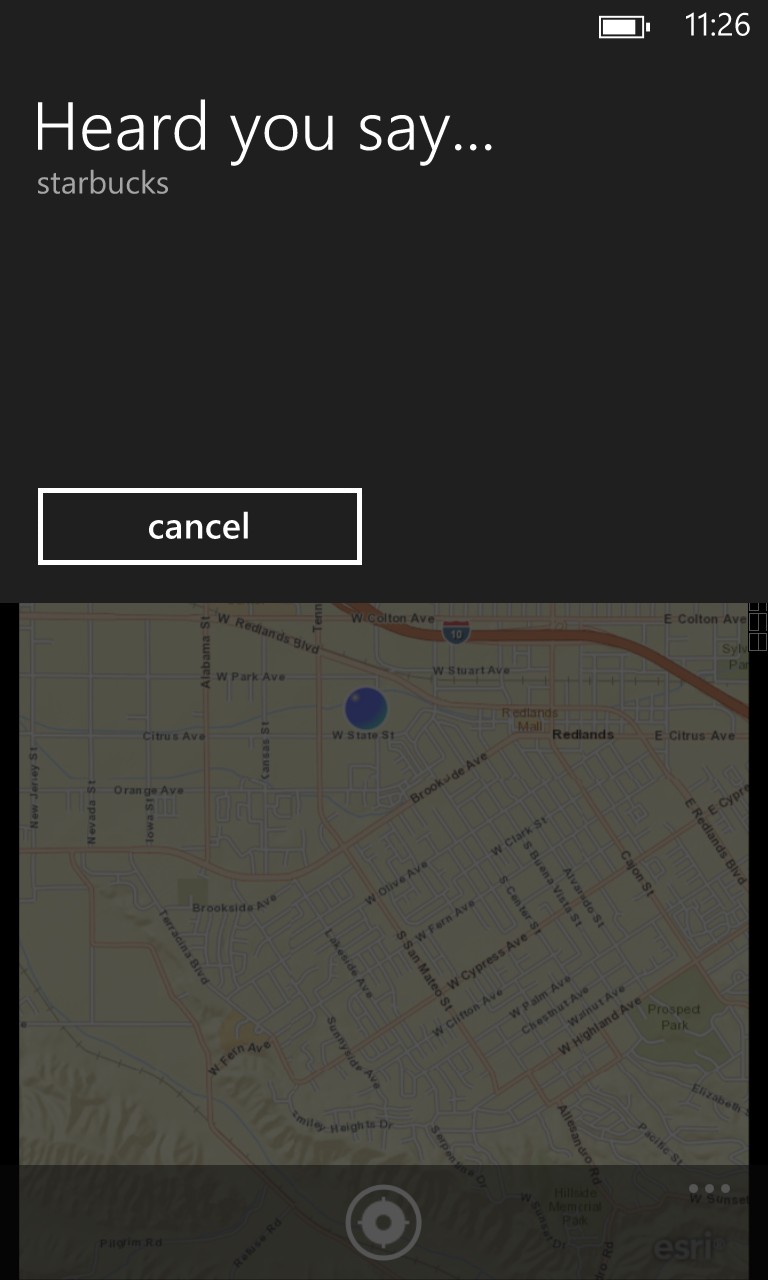 11:26
Heard you say...
starbucks
cancel
W Colton Ave
E Colton Ave
W Redlands Blvd
Tenn
Alabama St
10
W Stuart Ave
W Park Ave
Redlands
Mall
Redlands
Citrus Ave
W State St
E Citrus Ave
Kansas St
New Jersey St
Nevada St
Orange Ave
Iowa St
Brookside Ave
E Redlands Blvd
W Clark St
S Buena Vista St
Alvarado St
Cajon St
W Olive Ave
S Center St
Brookside Ave
W Fern Ave
Terracina Blvd
Lakeside Ave
S San Mateo St
W Cypress Ave
W Palm Ave
Chestnut Ave
Walnut Ave
W Clifton Ave
W Highland Ave
Prospect
Park
Sunnyside Ave
W Fern Ave
Smiley Heights Dr
Serpentine Dr
Allesandro Rd
Pacific St
Elizabeth
W Sunset
Hillside
Memorial
Park
W Sunset Dr
Pilgrim Rd
esri